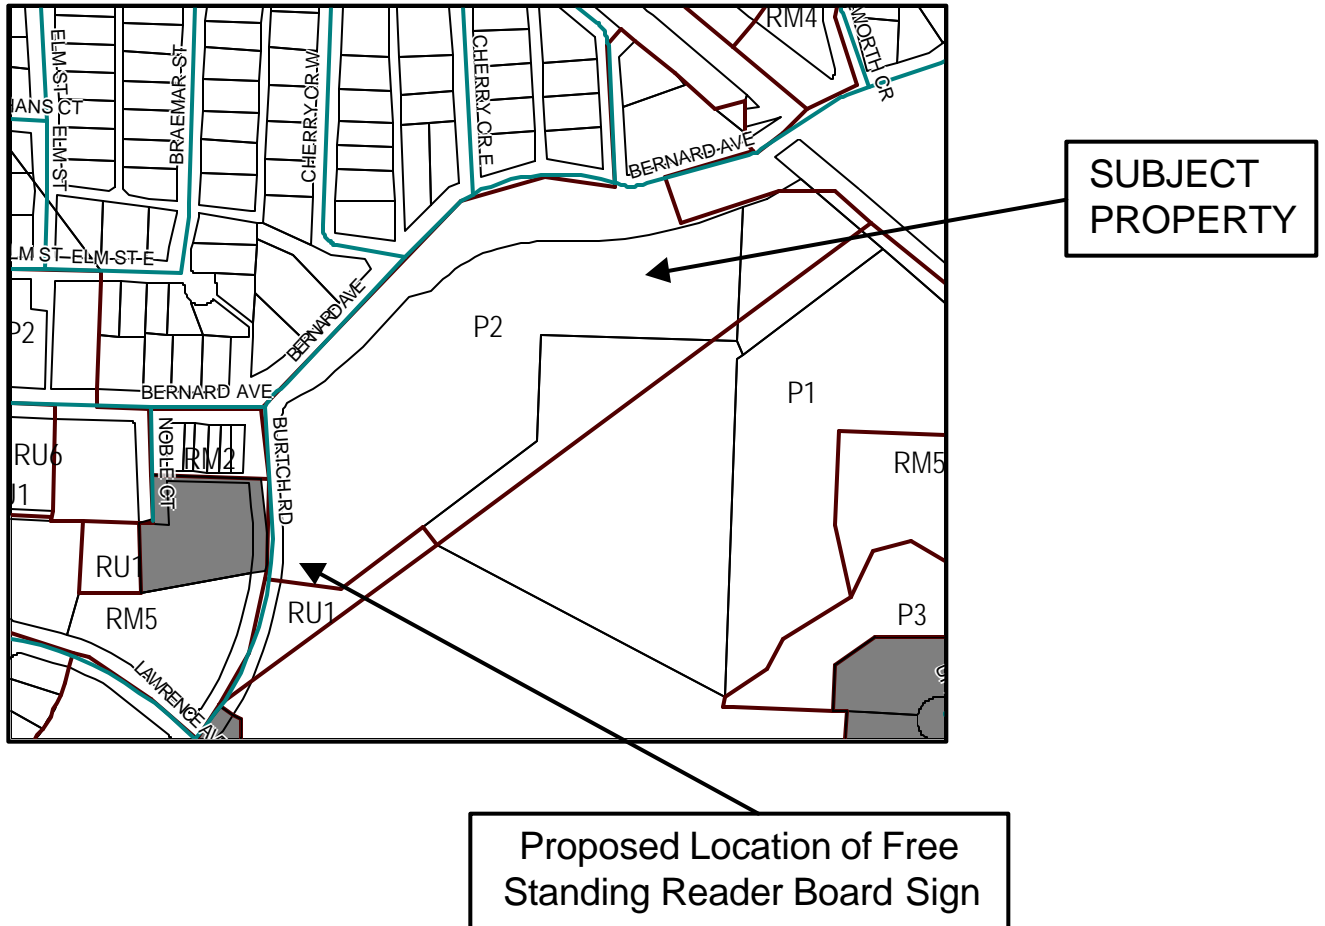 RM4
ELM ST
BRAEMAR ST
CHERRY CR W
CHERRY CR E
WORTH CR
HANS CT
ELM ST
BERNARD AVE
SUBJECT
PROPERTY
LM ST
ELM ST E
BERNARD AVE
P2
P2
BERNARD AVE
P1
NOBLE CT
BURTCH RD
RU6
RM2
RM5
U1
RU1
RU1
RM5
P3
LAWRENCE AV
Proposed Location of Free
Standing Reader Board Sign